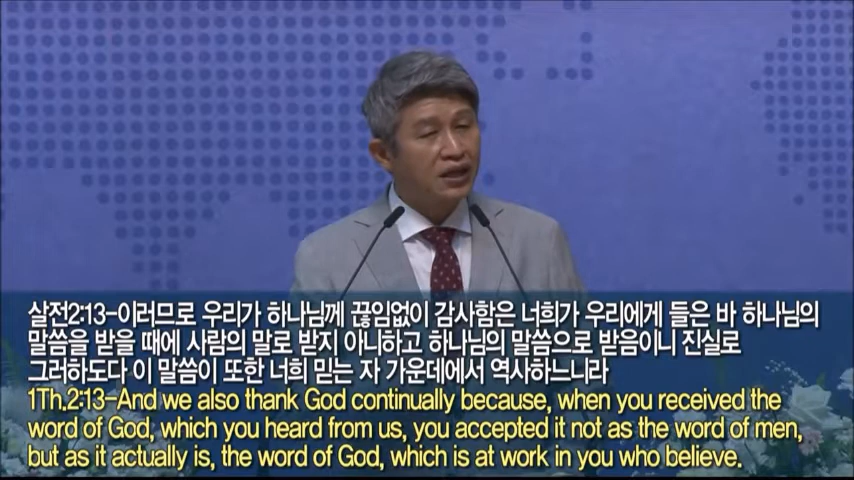 살전2:13-이러므로 우리가 하나님께 끊임없이 감사함은 너희가 우리에게 들은 바 하나님의
말씀을 받을 때에 사람의 말로 받지 아니하고 하나님의 말씀으로 받음이니 진실로
그러하도다 이 말씀이 또한 너희 믿는 자 가운데에서 역사하느니라
1Th.2:13-And we also thank God continually because, when you received the
word of God, which you heard from us, you accepted it not as the word of men,
but as it actually is, the word of God, which is at work in you who believe.